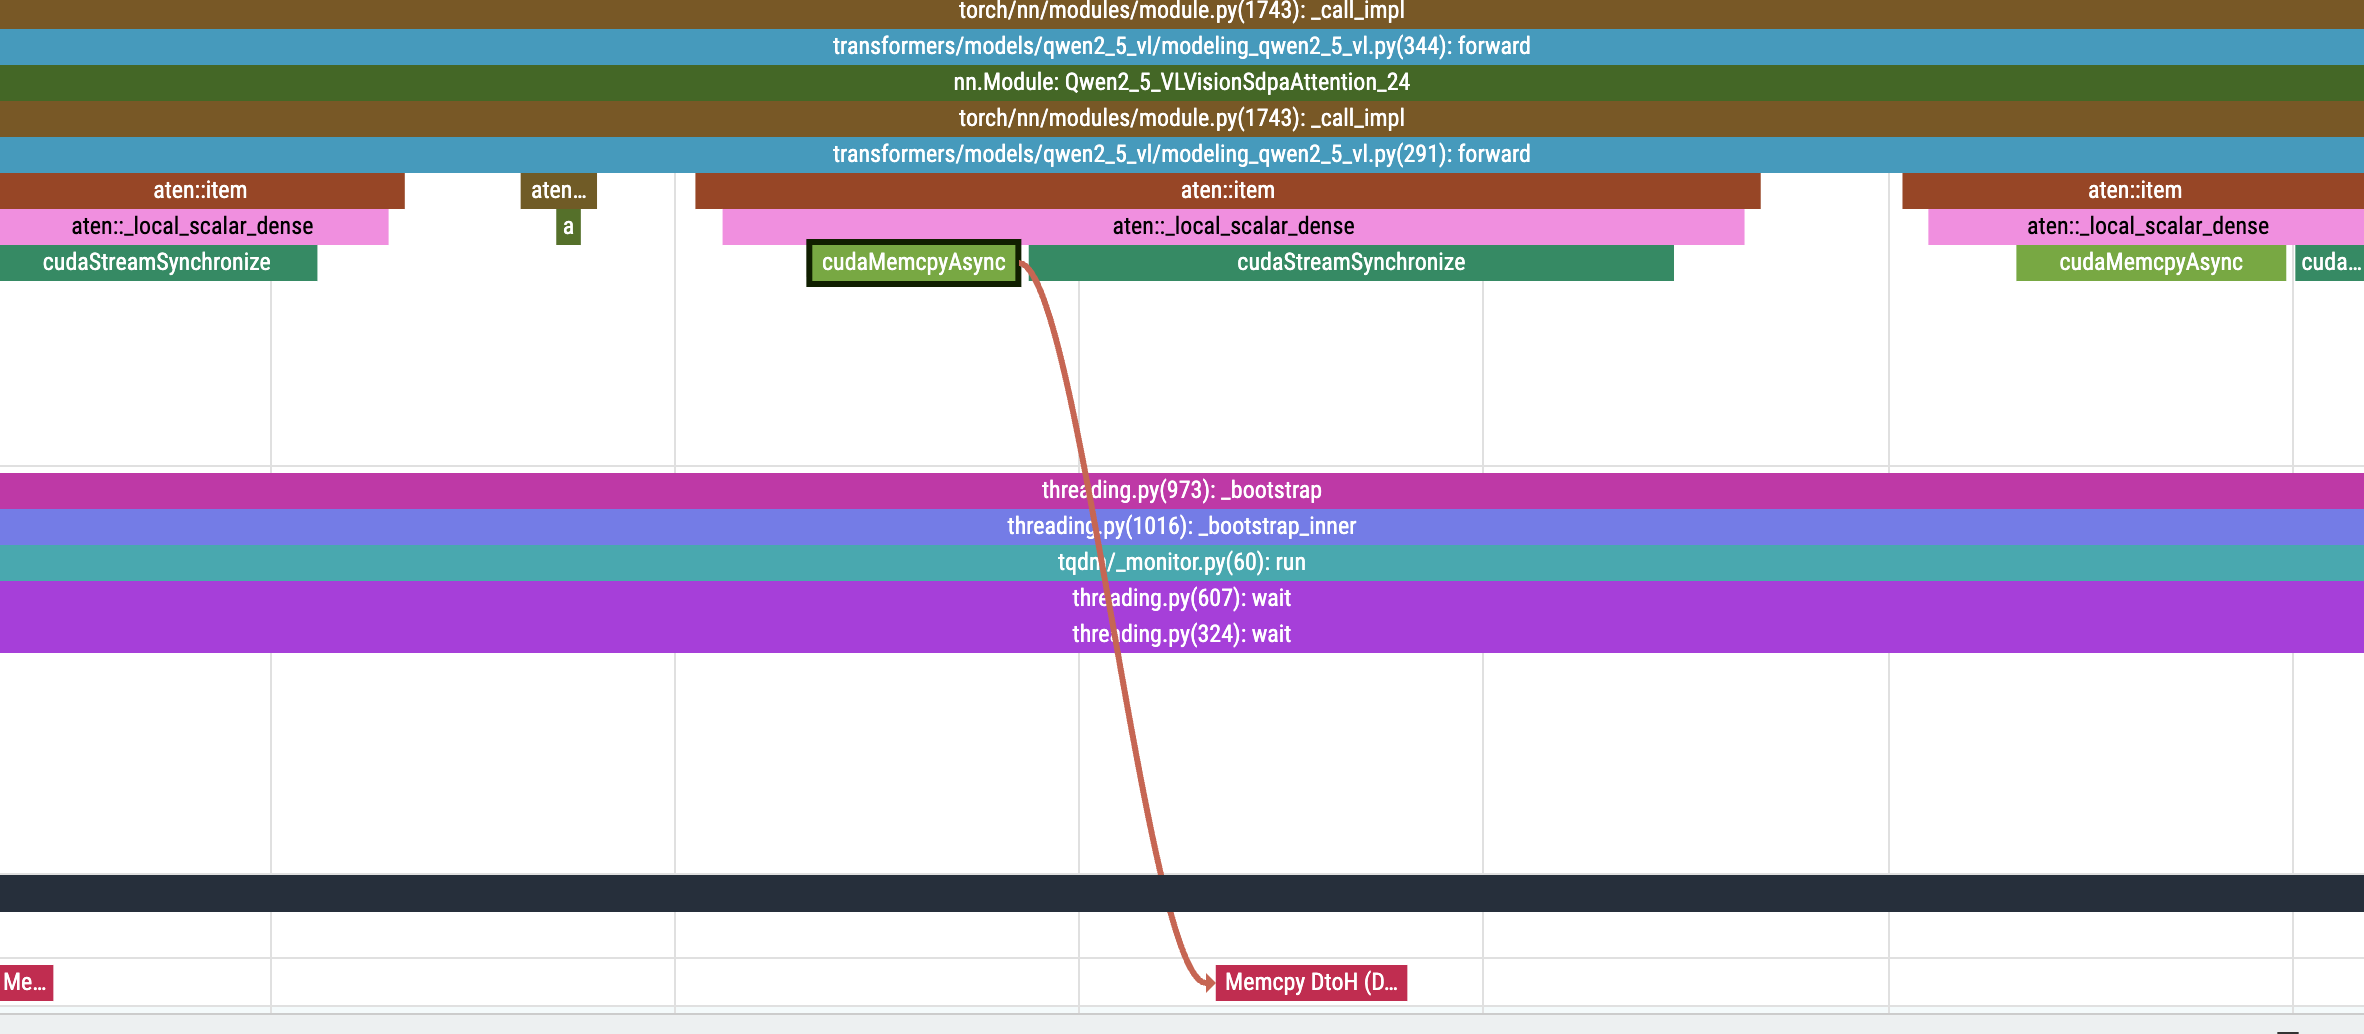 torch/nn/modules/module.py(1743): _call_impl
transformers/models/qwen2_5_vl/modeling_qwen2_5_vl.py(344): forward
nn.Module: Qwen2_5_VLVisionSdpaAttention_24
torch/nn/modules/module.py(1743): _call_impl
transformers/models/qwen2_5_vl/modeling_qwen2_5_vl.py(291): forward
aten::item aten... aten::item aten::item
aten::_local_scalar_dense a aten::_local_scalar_dense aten::_local_scalar_dense
cudaStreamSynchronize cudaMemcpyAsync cudaStreamSynchronize cudaMemcpyAsync cuda...
threading.py(973): _bootstrap
threading.py(1016): _bootstrap_inner
tqdm/_monitor.py(60): run
threading.py(607): wait
threading.py(324): wait
Me... Memcpy DtoH (D...